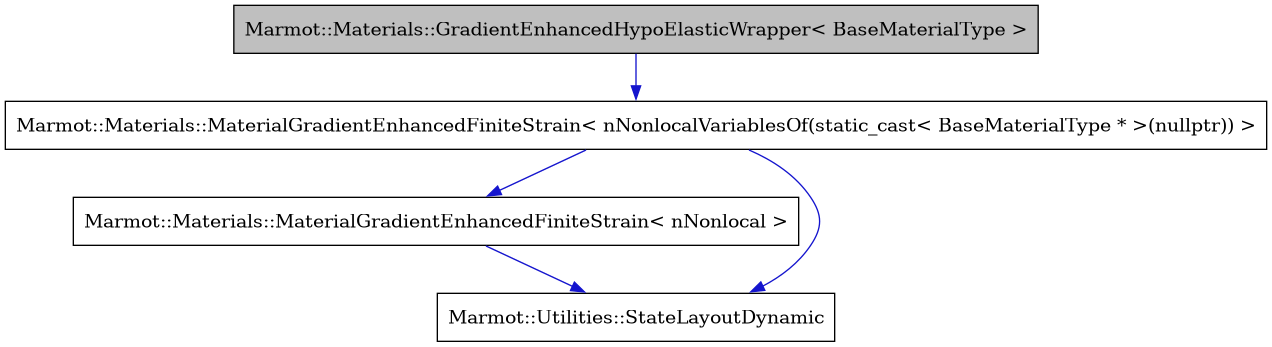 Marmot::Materials::GradientEnhancedHypoElasticWrapper< BaseMaterialType >
Marmot::Materials::MaterialGradientEnhancedFiniteStrain< nNonlocalVariablesOf(static_cast< BaseMaterialType * >(nullptr)) >
Marmot::Materials::MaterialGradientEnhancedFiniteStrain< nNonlocal >
Marmot::Utilities::StateLayoutDynamic